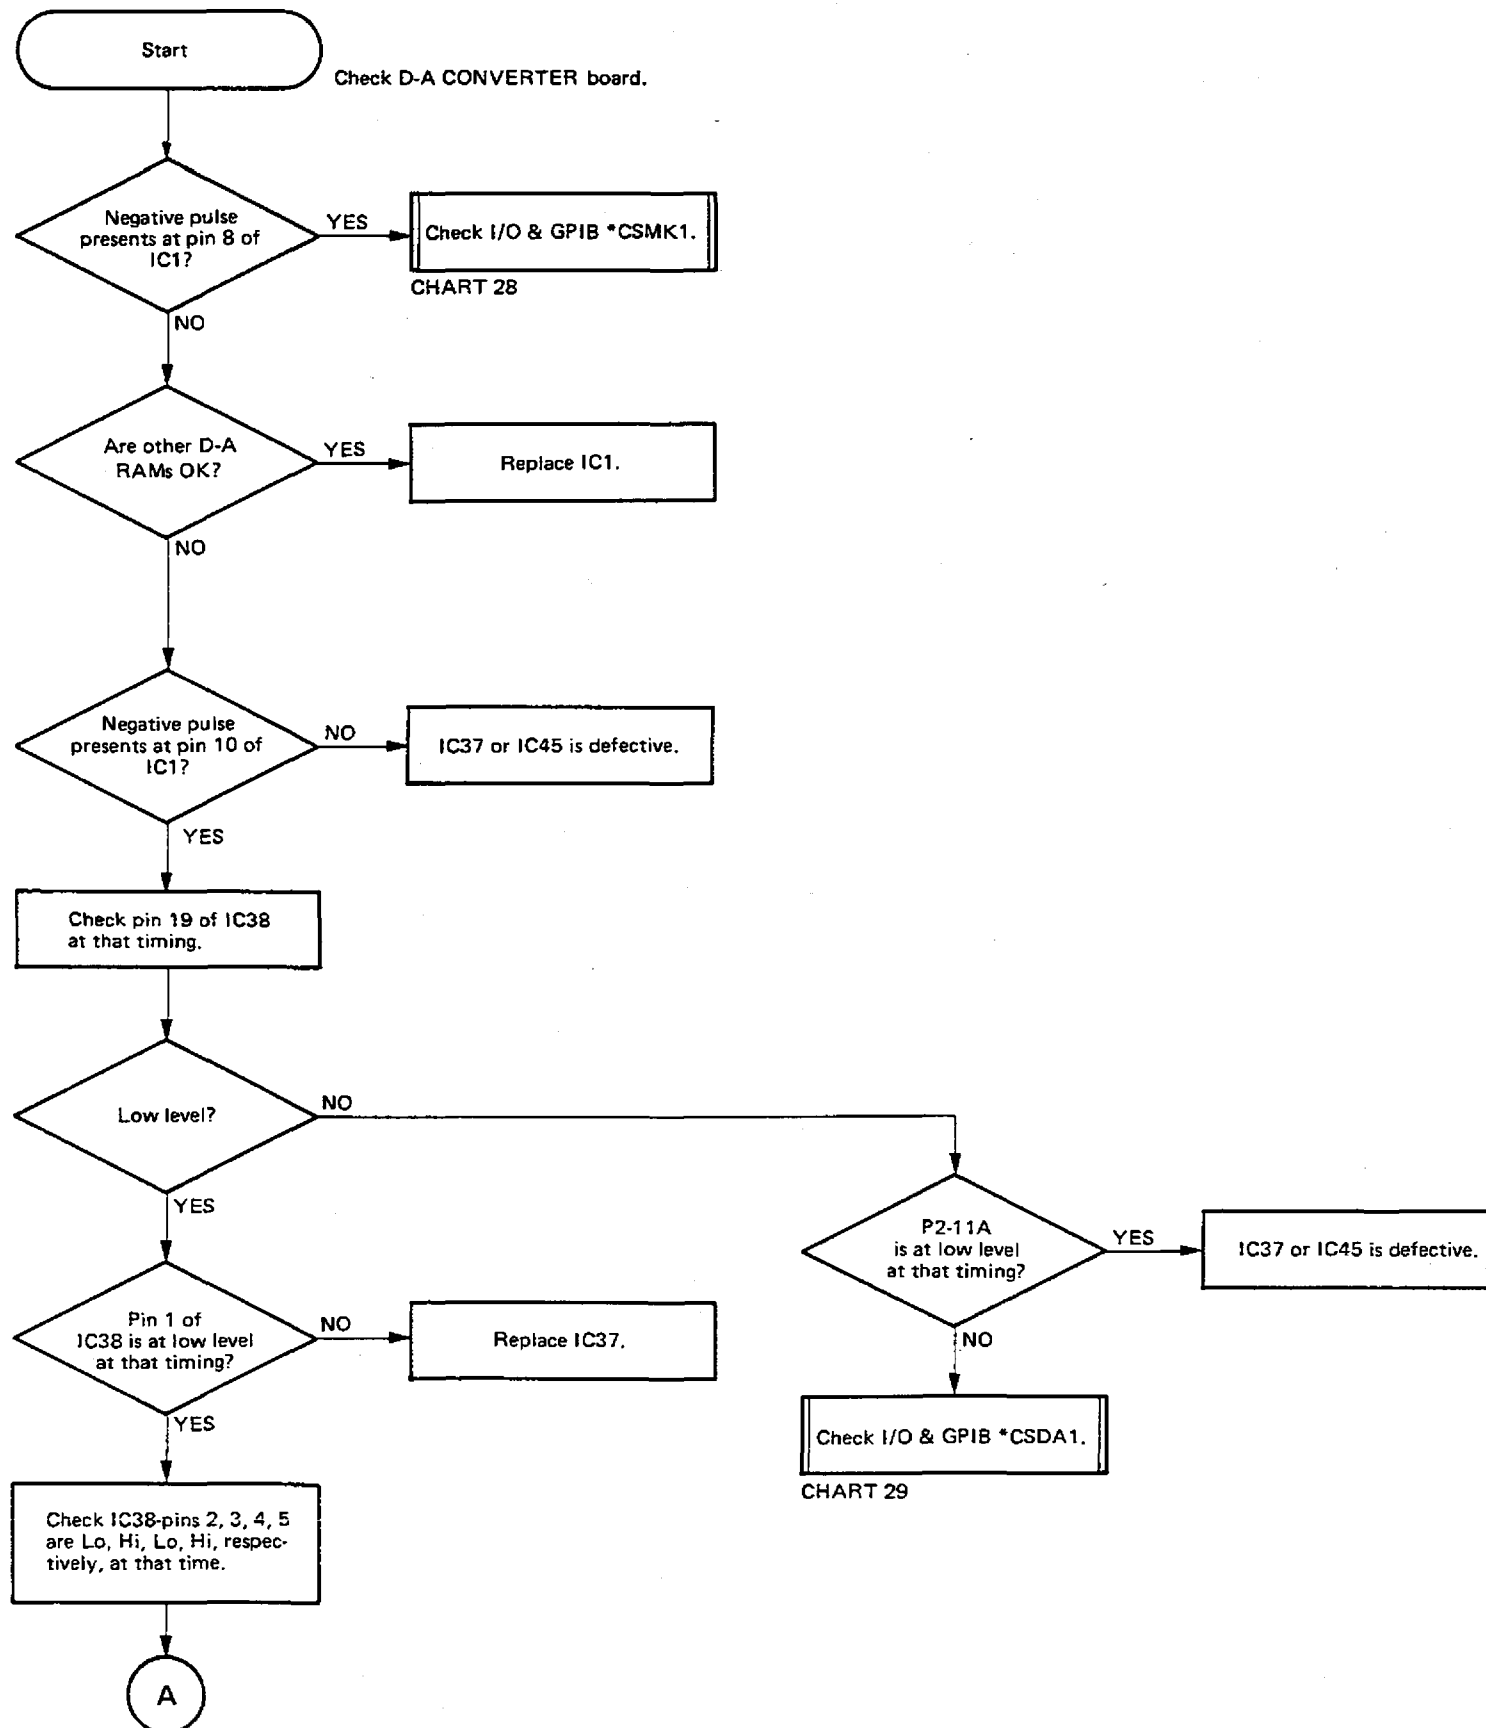 Start
Check D-A CONVERTER board.
Negative pulse
presents at pin 8 of
IC1?
YES
Check I/O & GPIB *CSMK1.
CHART 28
NO
Are other D-A
RAMs OK?
YES
Replace IC1.
NO
Negative pulse
presents at pin 10 of
IC1?
NO
IC37 or IC45 is defective.
YES
Check pin 19 of IC38
at that timing.
Low level?
NO
YES
P2-11A
is at low level
at that timing?
YES
IC37 or IC45 is defective.
NO
Check I/O & GPIB *CSDA1.
CHART 29
Pin 1 of
IC38 is at low level
at that timing?
NO
Replace IC37.
YES
Check IC38-pins 2, 3, 4, 5
are Lo, Hi, Lo, Hi, respec-
tively, at that time.
A